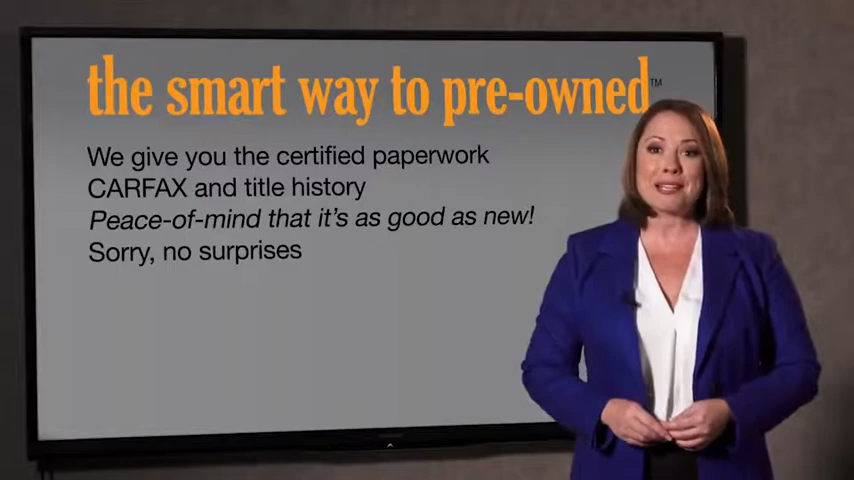 the smart way to pre-owned™
We give you the certified paperwork
CARFAX and title history
Peace-of-mind that it's as good as new!
Sorry, no surprises